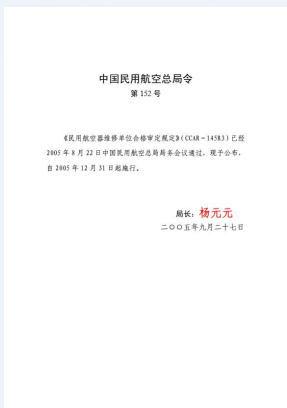 中国民用航空总局令
第 152 号
《民用航空器维修单位合格审定规定》（CCAR－145R3）已经
2005 年 8 月 22 日中国民用航空总局局务会议通过，现予公布，
自 2005 年 12 月 31 日起施行。
局长：杨元元
二〇〇五年九月二十七日